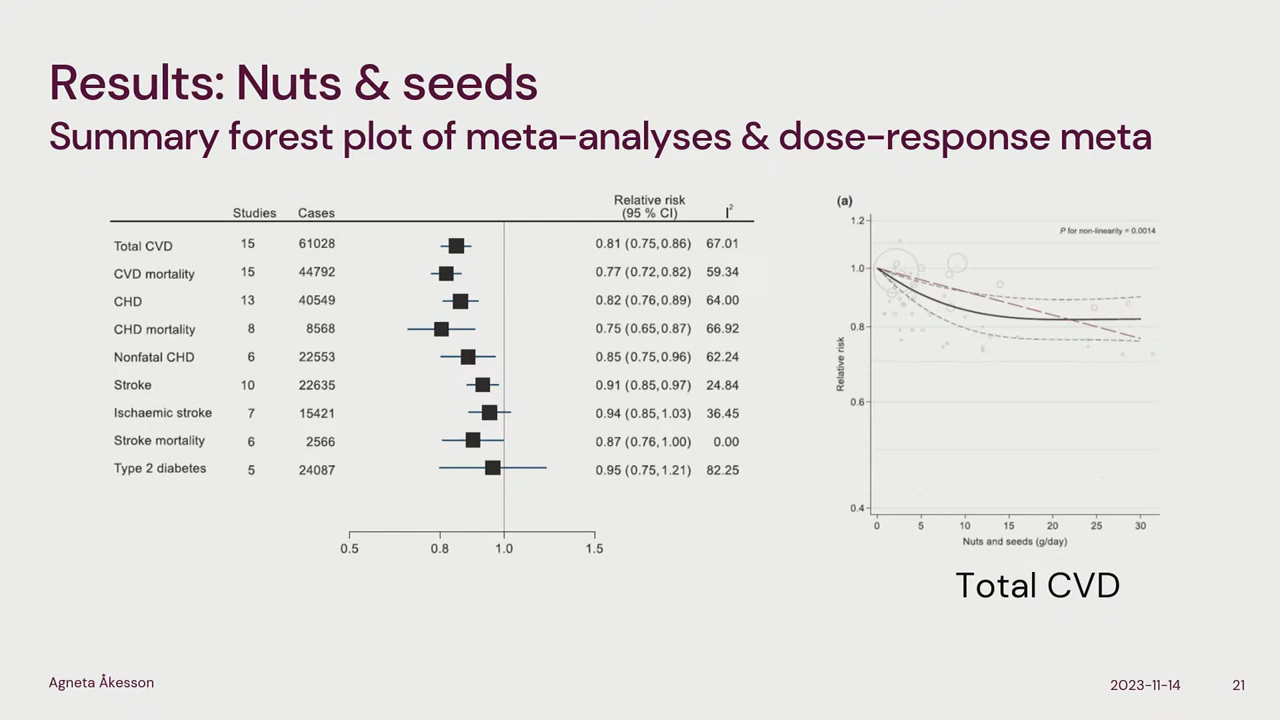 Results: Nuts & seeds
Summary forest plot of meta-analyses & dose-response meta
Relative risk
Studies Cases (95 % CI) I²
Total CVD 15 61028 0.81 (0.75,0.86) 67.01
CVD mortality 15 44792 0.77 (0.72,0.82) 59.34
CHD 13 40549 0.82 (0.76,0.89) 64.00
CHD mortality 8 8568 0.75 (0.65,0.87) 66.92
Nonfatal CHD 6 22553 0.85 (0.75,0.96) 62.24
Stroke 10 22635 0.91 (0.85,0.97) 24.84
Ischaemic stroke 7 15421 0.94 (0.85,1.03) 36.45
Stroke mortality 6 2566 0.87 (0.76,1.00) 0.00
Type 2 diabetes 5 24087 0.95 (0.75,1.21) 82.25
0.5 0.8 1.0 1.5
(a)
P for non-linearity = 0.0014
1.2
1.0
0.8
0.6
0.4
Relative risk
0 5 10 15 20 25 30
Nuts and seeds (g/day)
Total CVD
Agneta Åkesson 2023-11-14 21